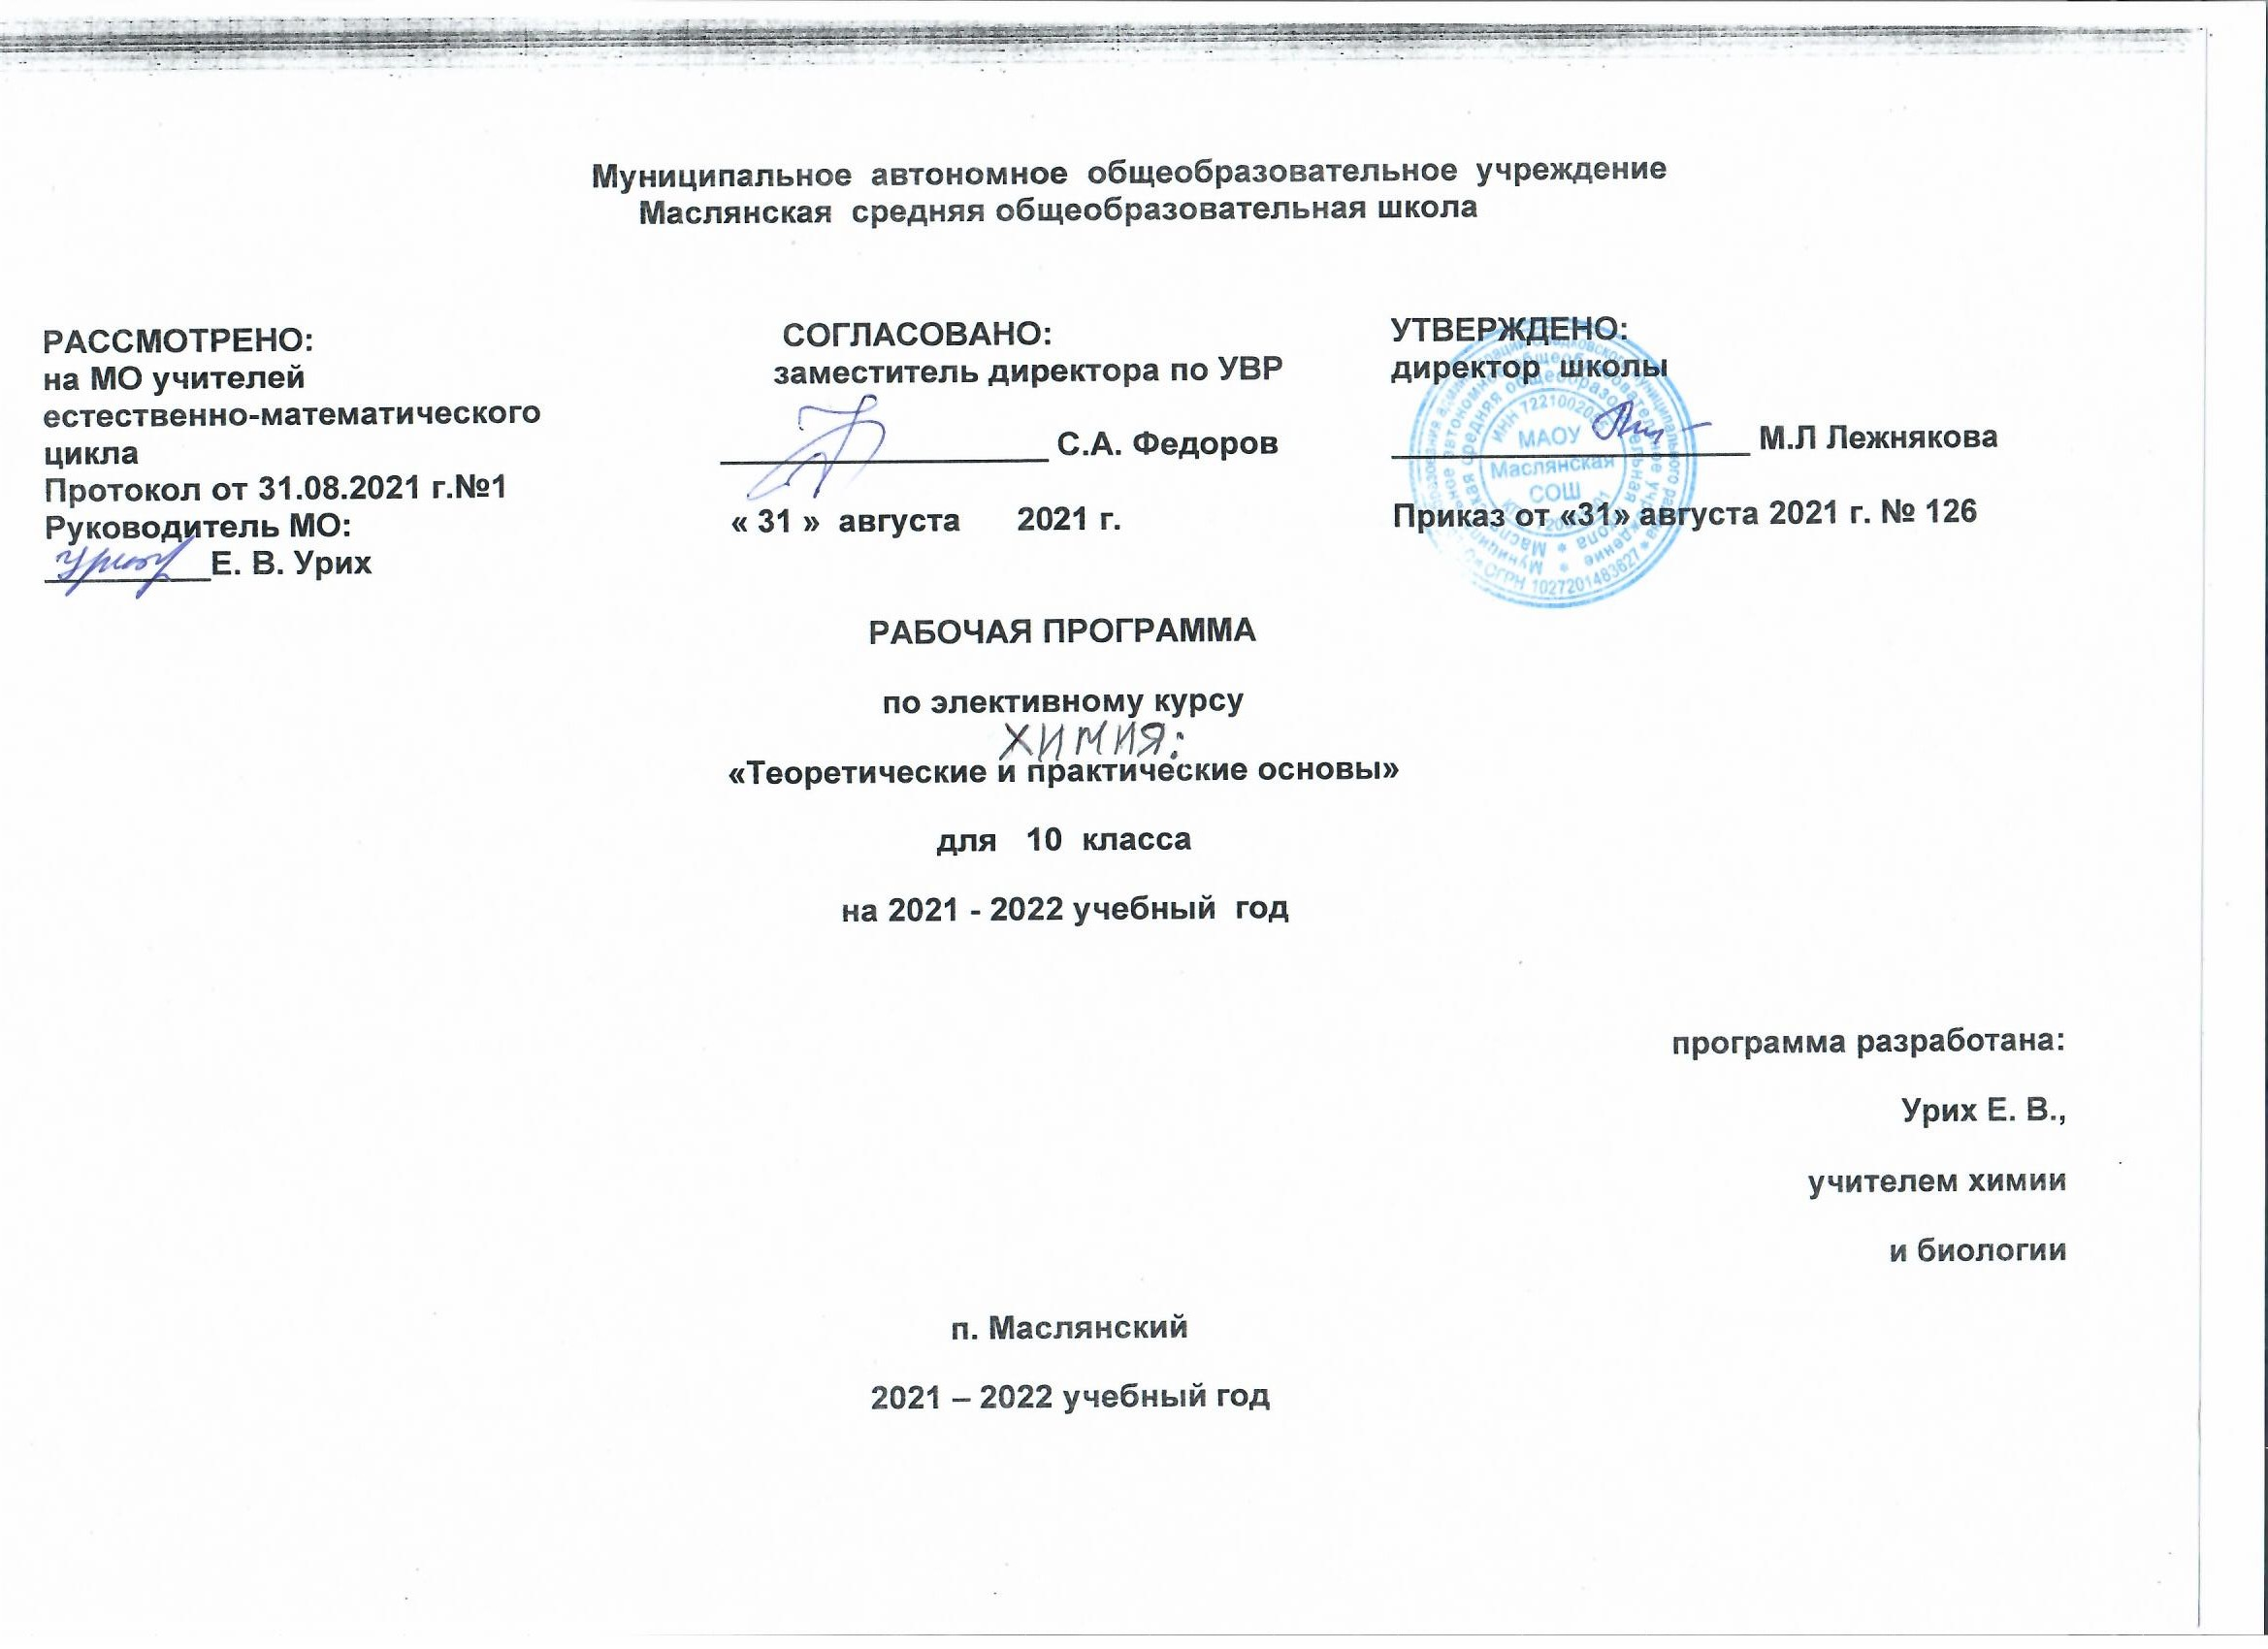 Муниципальное автономное общеобразовательное учреждение
Маслянская средняя общеобразовательная школа
РАССМОТРЕНО:
на МО учителей
естественно-математического
цикла
Протокол от 31.08.2021 г.№1
Руководитель МО:
Е. В. Урих
СОГЛАСОВАНО:
заместитель директора по УВР
С.А. Федоров
« 31 » августа 2021 г.
УТВЕРЖДЕНО:
директор школы
М.Л Лежнякова
Приказ от «31» августа 2021 г. № 126
МАОУ
Маслянская
СОШ
ОГРН 1027201483627
РАБОЧАЯ ПРОГРАММА
по элективному курсу
ХИМИЯ:
«Теоретические и практические основы»
для 10 класса
на 2021 - 2022 учебный год
программа разработана:
Урих Е. В.,
учителем химии
и биологии
п. Маслянский
2021 – 2022 учебный год